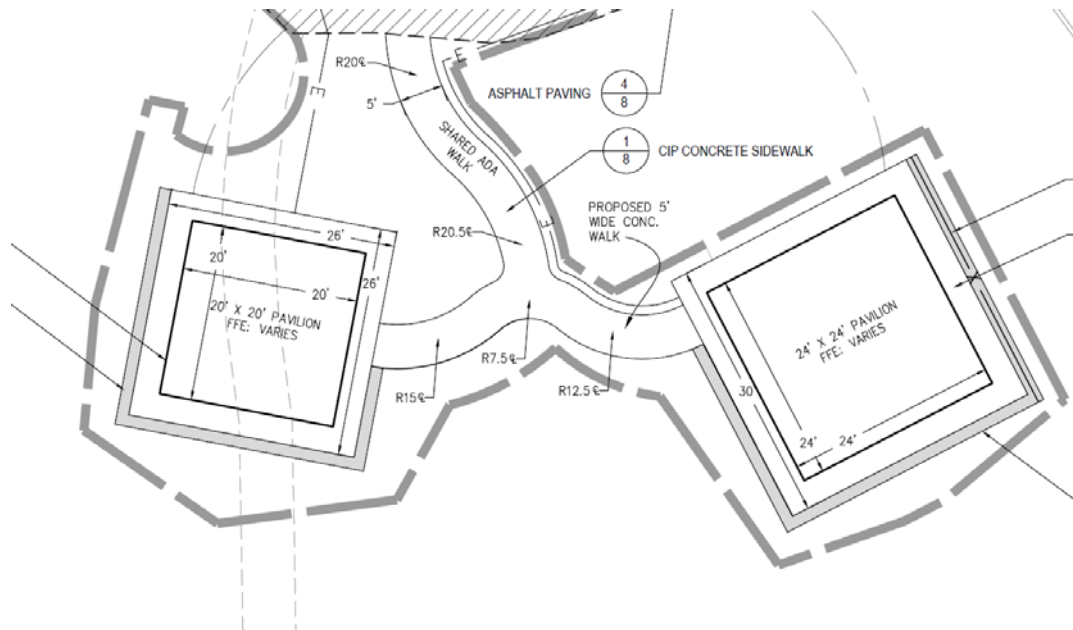 R20℄
E
E
5'
ASPHALT PAVING
4
8
SHARED ADA
WALK
1
8
CIP CONCRETE SIDEWALK
PROPOSED 5'
WIDE CONC.
WALK
R20.5℄
E
26'
20'
26'
20'
20' X 20' PAVILION
FFE: VARIES
24' X 24' PAVILION
FFE: VARIES
R7.5℄
R15℄
R12.5℄
30
24'
24'